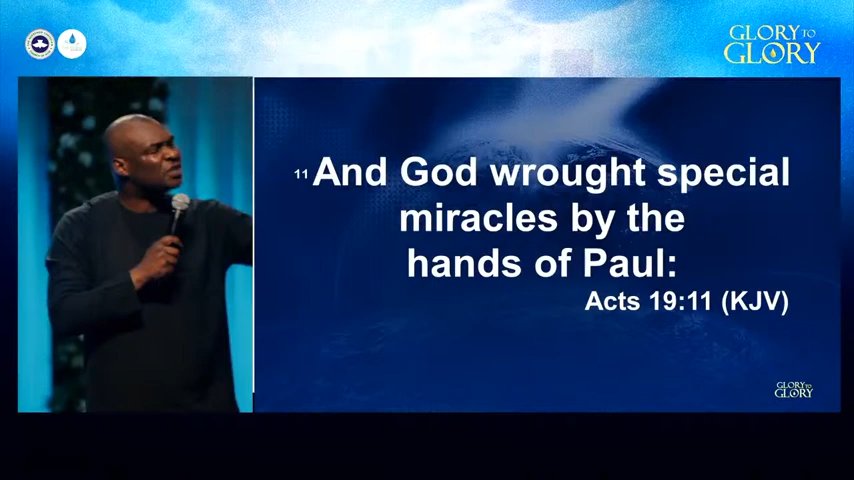 GLORY TO
GLORY
11 And God wrought special
miracles by the
hands of Paul:
Acts 19:11 (KJV)
GLORY TO
GLORY